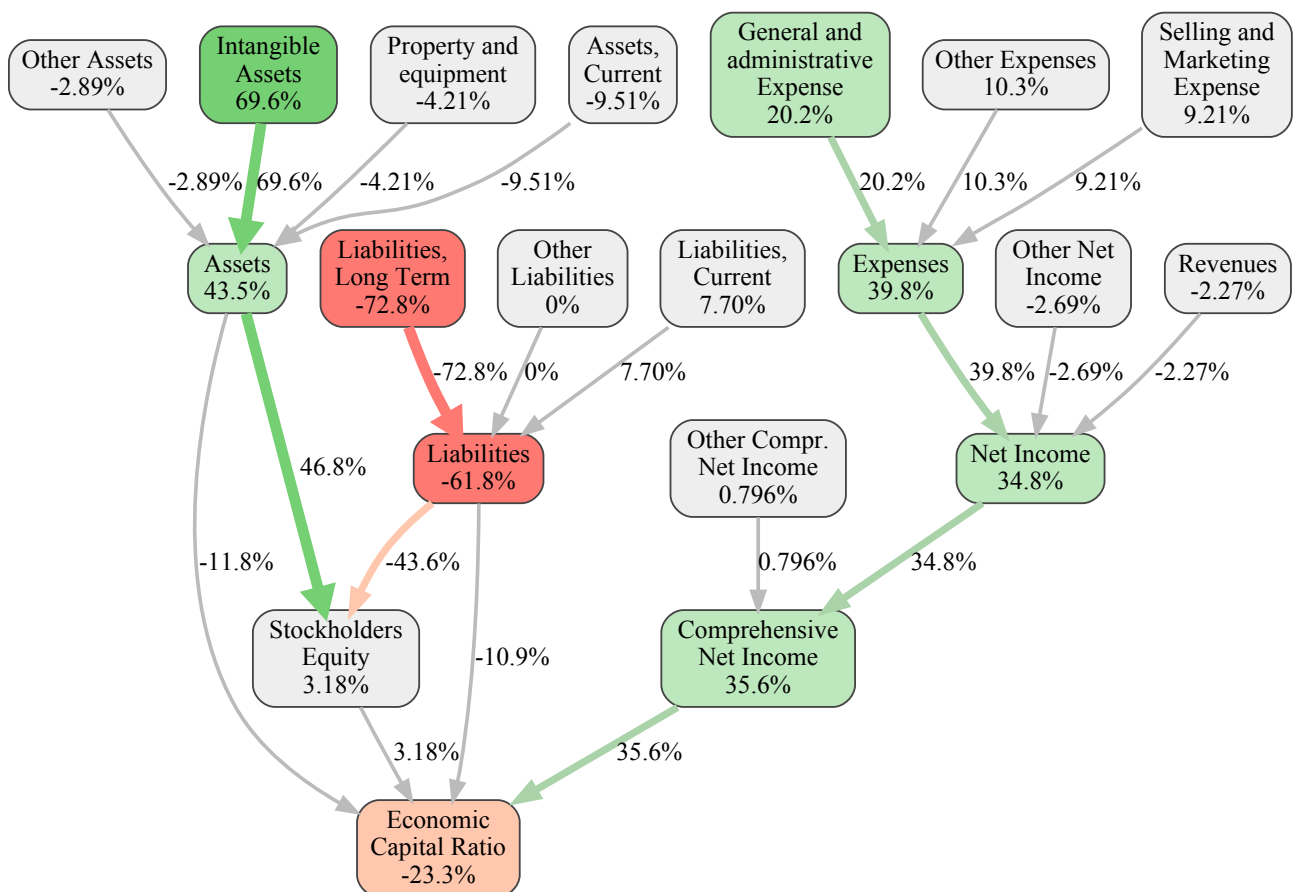 Other Assets
-2.89%
Intangible
Assets
69.6%
Property and
equipment
-4.21%
Assets,
Current
-9.51%
General and
administrative
Expense
20.2%
Other Expenses
10.3%
Selling and
Marketing
Expense
9.21%
-2.89%
69.6%
-4.21%
-9.51%
20.2%
10.3%
9.21%
Assets
43.5%
Liabilities,
Long Term
-72.8%
Other
Liabilities
0%
Liabilities,
Current
7.70%
Expenses
39.8%
Other Net
Income
-2.69%
Revenues
-2.27%
-72.8%
0%
7.70%
39.8%
-2.69%
-2.27%
46.8%
Liabilities
-61.8%
Other Compr.
Net Income
0.796%
Net Income
34.8%
-11.8%
-43.6%
0.796%
34.8%
Stockholders
Equity
3.18%
-10.9%
Comprehensive
Net Income
35.6%
3.18%
35.6%
Economic
Capital Ratio
-23.3%